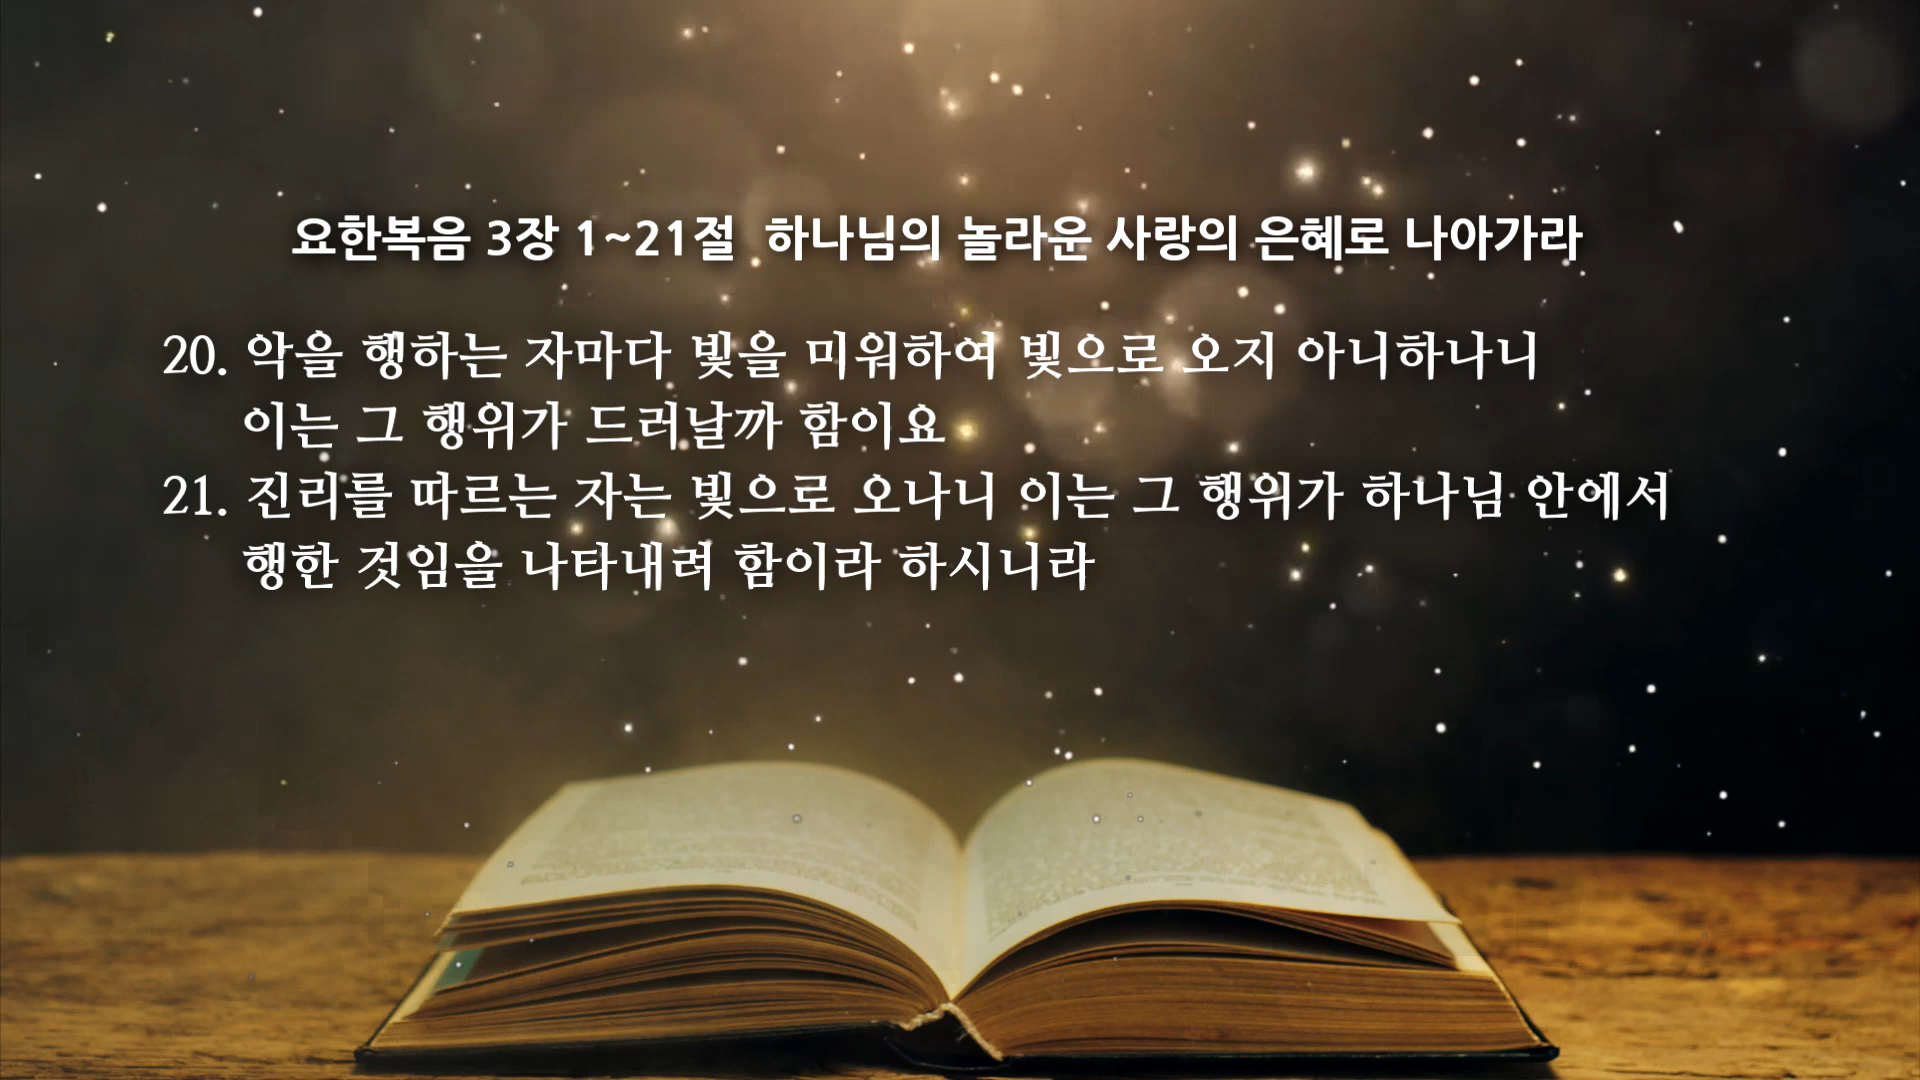 요한복음 3장 1~21절 하나님의 놀라운 사랑의 은혜로 나아가라
20. 악을 행하는 자마다 빛을 미워하여 빛으로 오지 아니하나니
이는 그 행위가 드러날까 함이요
21. 진리를 따르는 자는 빛으로 오나니 이는 그 행위가 하나님 안에서
행한 것임을 나타내려 함이라 하시니라